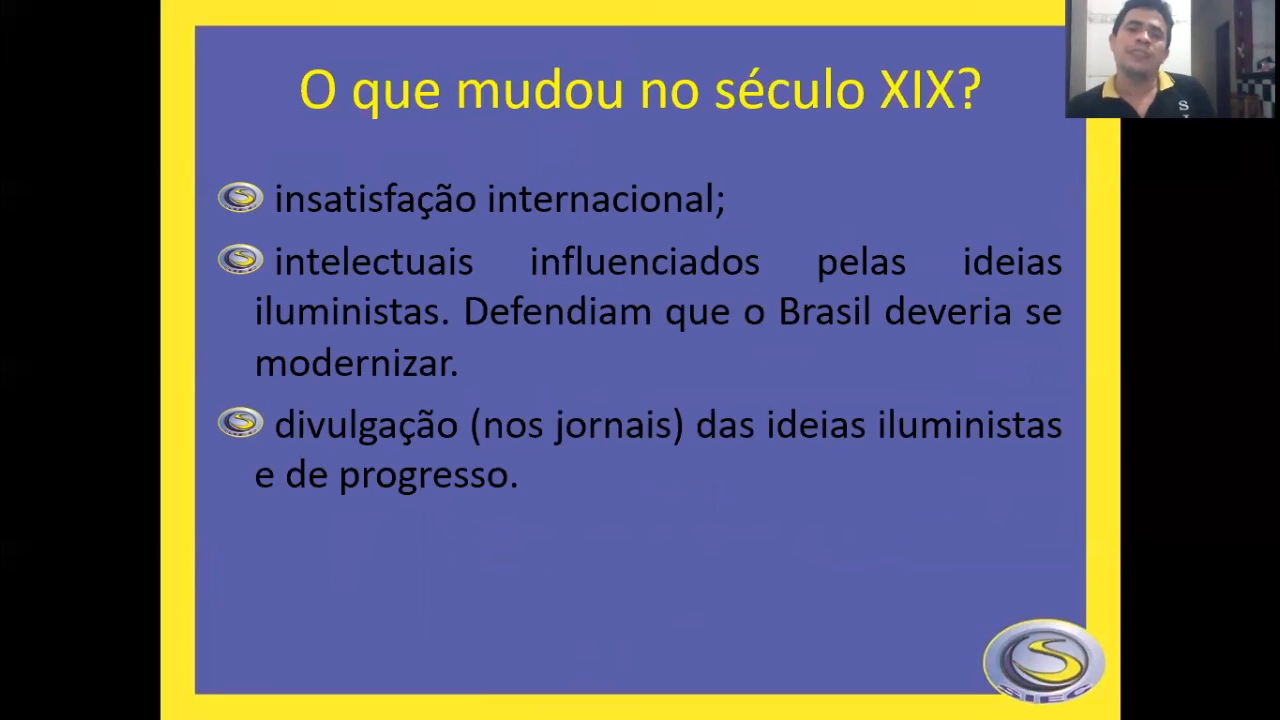 O que mudou no século XIX?
insatisfação internacional;
intelectuais influenciados pelas ideias
iluministas. Defendiam que o Brasil deveria se
modernizar.
divulgação (nos jornais) das ideias iluministas
e de progresso.
S